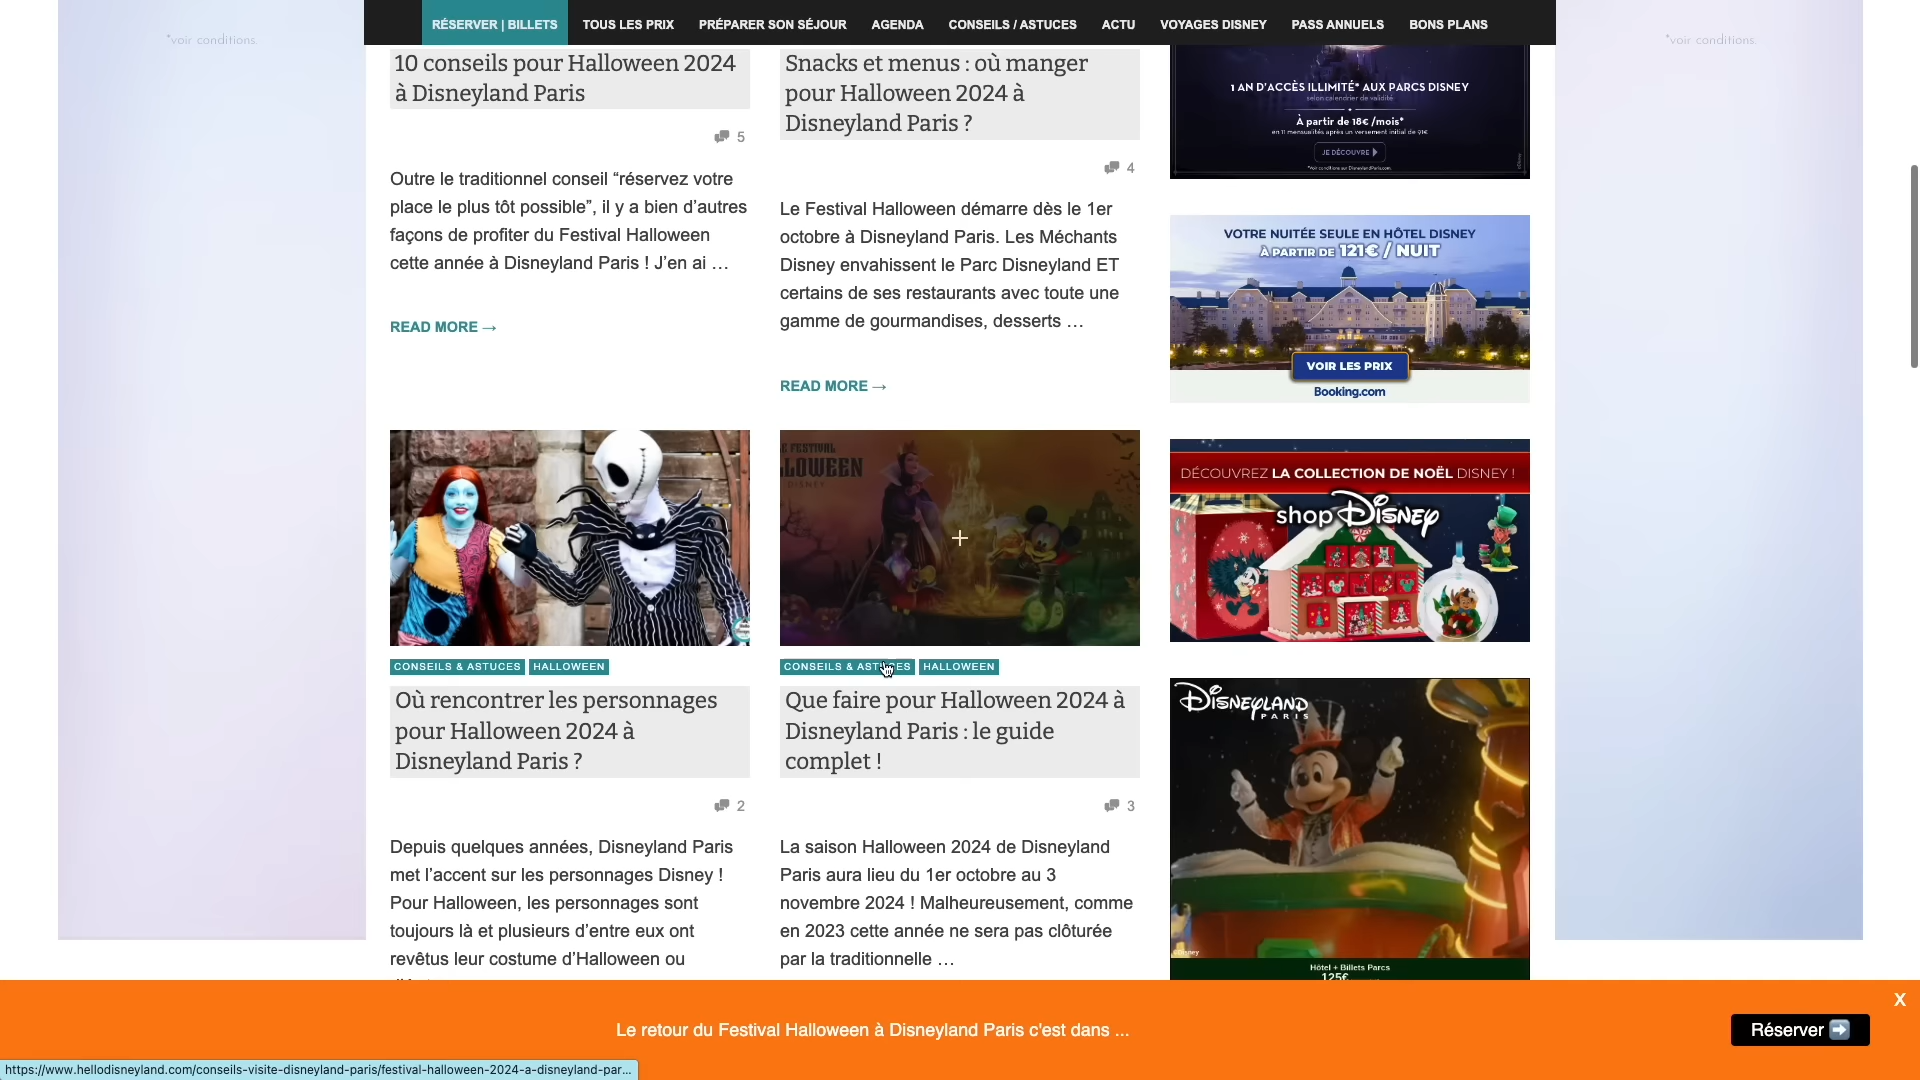 RÉSERVER | BILLETS TOUS LES PRIX PRÉPARER SON SÉJOUR AGENDA CONSEILS / ASTUCES ACTU VOYAGES DISNEY PASS ANNUELS BONS PLANS
*voir conditions.
*voir conditions.
10 conseils pour Halloween 2024
à Disneyland Paris
5
Outre le traditionnel conseil “réservez votre
place le plus tôt possible”, il y a bien d’autres
façons de profiter du Festival Halloween
cette année à Disneyland Paris ! J’en ai …
READ MORE →
Snacks et menus : où manger
pour Halloween 2024 à
Disneyland Paris ?
4
Le Festival Halloween démarre dès le 1er
octobre à Disneyland Paris. Les Méchants
Disney envahissent le Parc Disneyland ET
certains de ses restaurants avec toute une
gamme de gourmandises, desserts …
READ MORE →
CONSEILS & ASTUCES HALLOWEEN
Où rencontrer les personnages
pour Halloween 2024 à
Disneyland Paris ?
2
Depuis quelques années, Disneyland Paris
met l’accent sur les personnages Disney !
Pour Halloween, les personnages sont
toujours là et plusieurs d’entre eux ont
revêtus leur costume d’Halloween ou
E FESTIVAL
LLOWEEN
DISNEY
CONSEILS & ASTUCES HALLOWEEN
Que faire pour Halloween 2024 à
Disneyland Paris : le guide
complet !
3
La saison Halloween 2024 de Disneyland
Paris aura lieu du 1er octobre au 3
novembre 2024 ! Malheureusement, comme
en 2023 cette année ne sera pas clôturée
par la traditionnelle …
1 AN D’ACCÈS ILLIMITÉ* AUX PARCS DISNEY
selon calendrier de validité
À partir de 18€ /mois*
en 11 mensualités après un versement initial de 91€
JE DÉCOUVRE
*Voir conditions sur DisneylandParis.com
VOTRE NUITÉE SEULE EN HÔTEL DISNEY
À PARTIR DE 121€ / NUIT
VOIR LES PRIX
Booking.com
DÉCOUVREZ LA COLLECTION DE NOËL DISNEY !
shop Disney
Disneyland
PARIS
©Disney
Hôtel + Billets Parcs
125€
X
Le retour du Festival Halloween à Disneyland Paris c'est dans ...
Réserver
https://www.hellodisneyland.com/conseils-visite-disneyland-paris/festival-halloween-2024-a-disneyland-par...